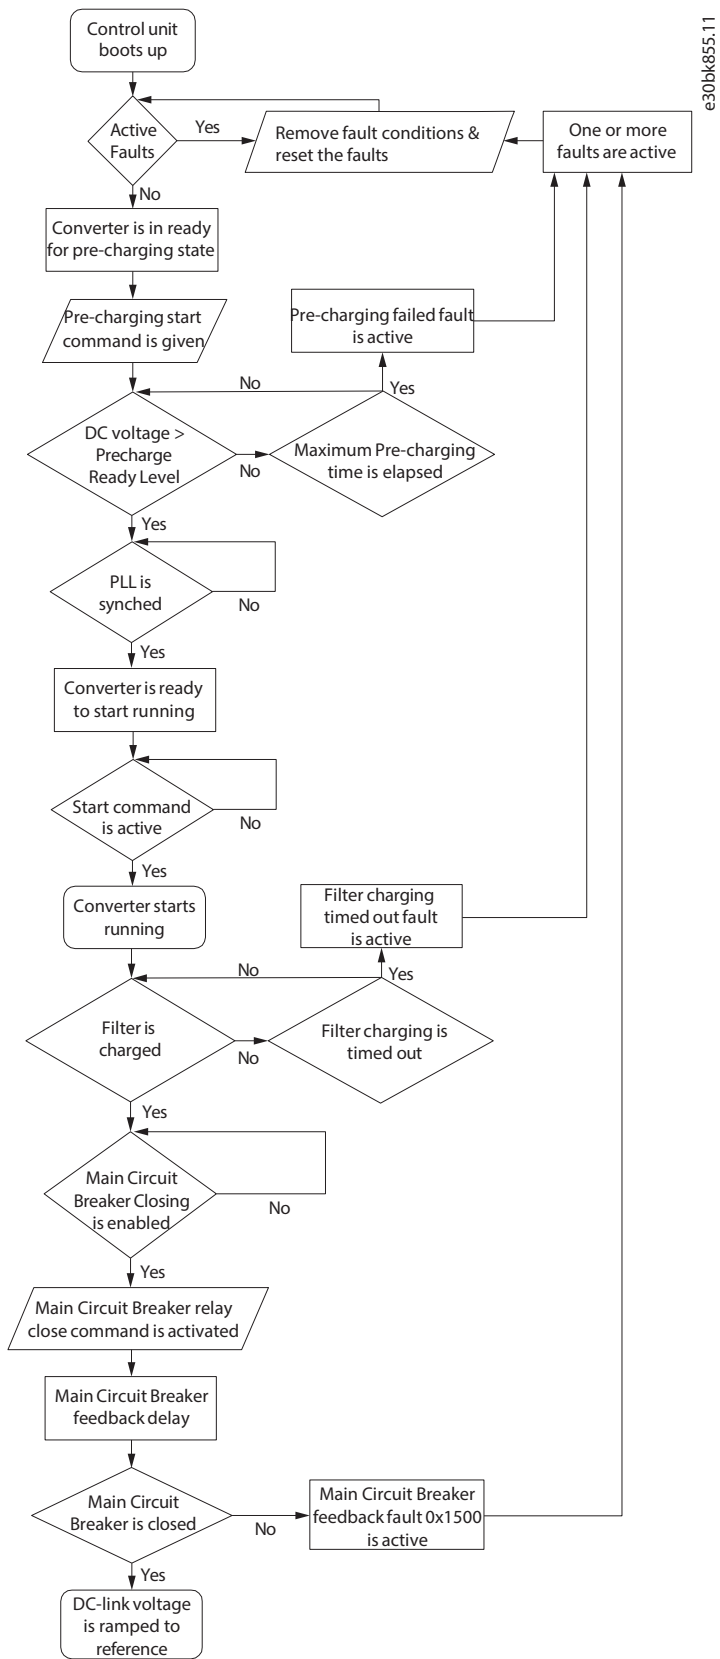 e30bk855.11
Control unit
boots up
Active
Faults
Yes
Remove fault conditions &
reset the faults
One or more
faults are active
No
Converter is in ready
for pre-charging state
Pre-charging start
command is given
Pre-charging failed fault
is active
No
Yes
DC voltage >
Precharge
Ready Level
No
Maximum Pre-charging
time is elapsed
Yes
PLL is
synched
No
Yes
Converter is ready
to start running
Start command
is active
No
Yes
Converter starts
running
Filter charging
timed out fault
is active
No
Yes
Filter is
charged
No
Filter charging is
timed out
Yes
Main Circuit
Breaker Closing
is enabled
No
Yes
Main Circuit Breaker relay
close command is activated
Main Circuit Breaker
feedback delay
Main Circuit
Breaker is closed
No
Main Circuit Breaker
feedback fault 0x1500
is active
Yes
DC-link voltage
is ramped to
reference